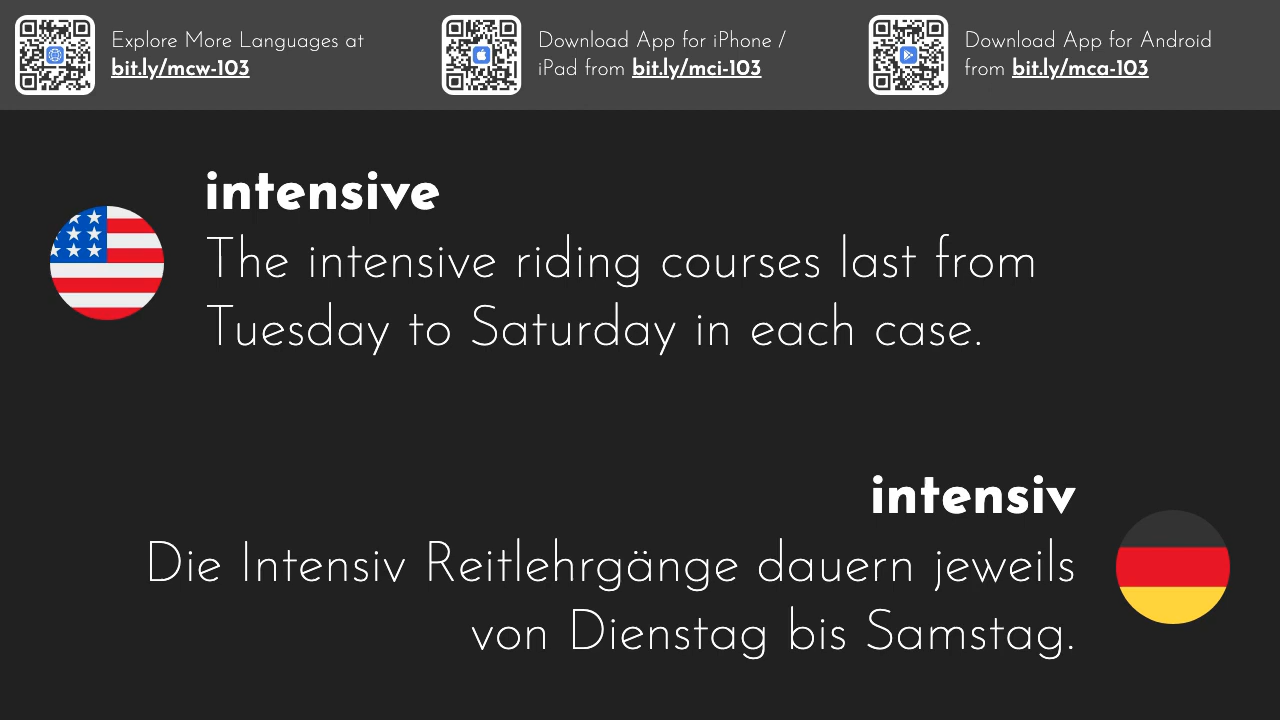 Explore More Languages at
bit.ly/mcw-103
Download App for iPhone /
iPad from bit.ly/mci-103
Download App for Android
from bit.ly/mca-103
intensive
The intensive riding courses last from
Tuesday to Saturday in each case.
intensiv
Die Intensiv Reitlehrgänge dauern jeweils
von Dienstag bis Samstag.